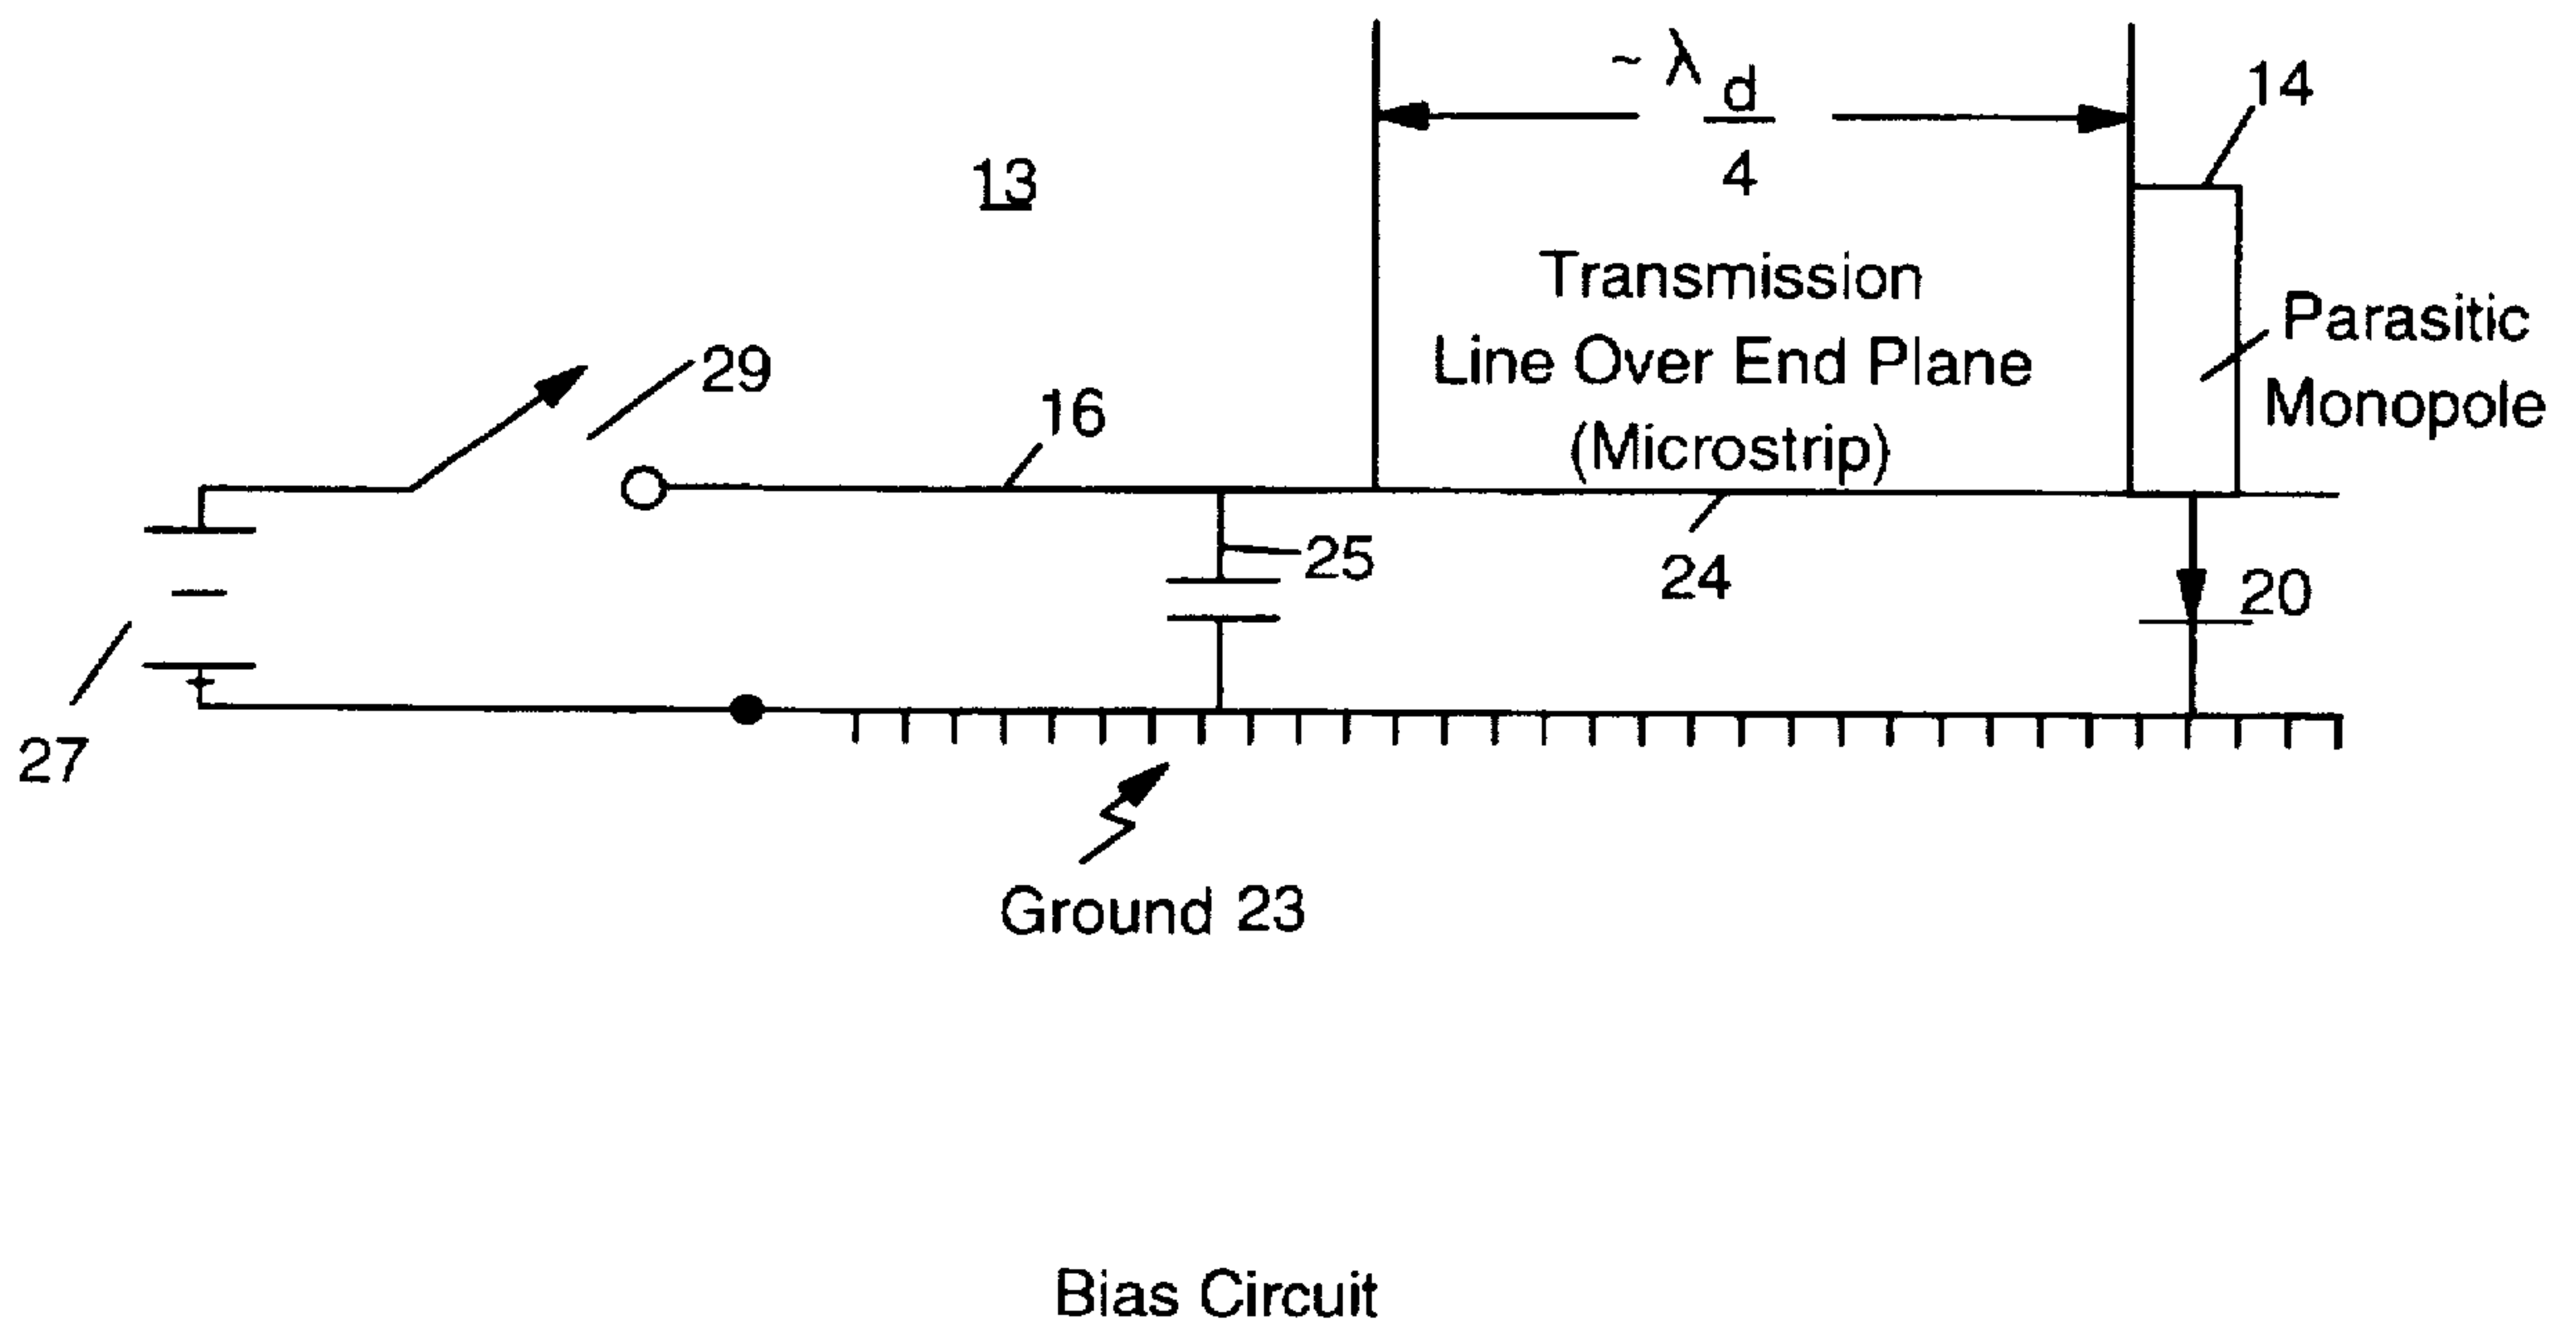 ~ λ d
4
14
13
Transmission
Line Over End Plane
(Microstrip)
Parasitic
Monopole
29
16
25
24
20
27
Ground 23
Bias Circuit